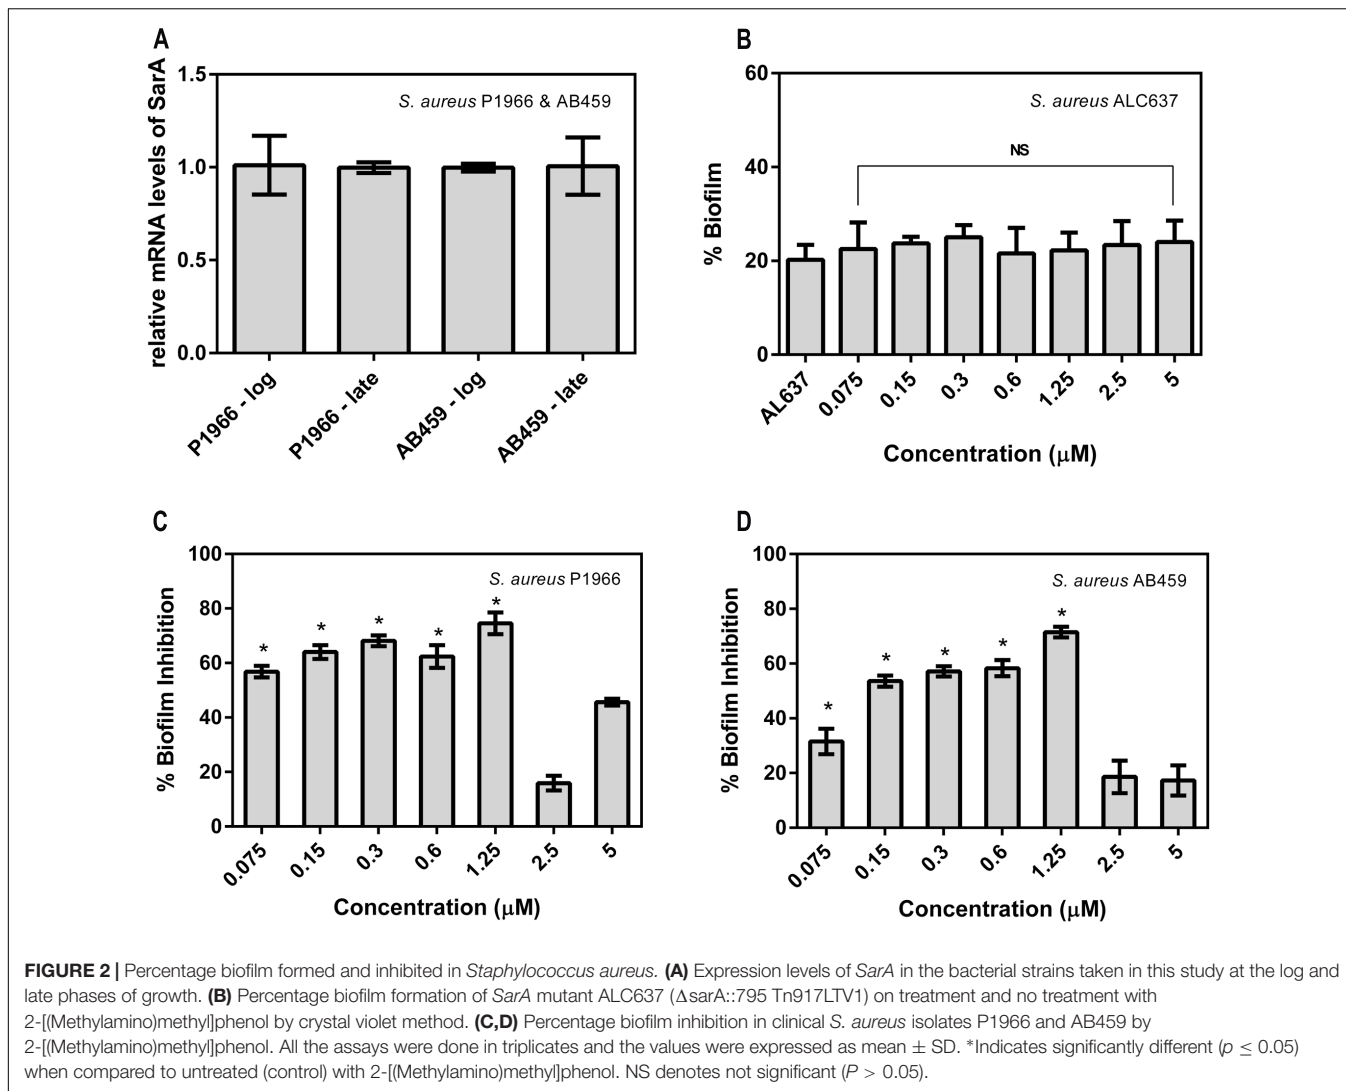 A
relative mRNA levels of SarA
1.5
1.0
0.5
0.0
S. aureus P1966 & AB459
P1966 - log
P1966 - late
AB459 - log
AB459 - late
B
% Biofilm
60
40
20
0
S. aureus ALC637
NS
AL637
0.075
0.15
0.3
0.6
1.25
2.5
5
Concentration (μM)
C
% Biofilm Inhibition
100
80
60
40
20
0
S. aureus P1966
*
*
*
*
*
0.075
0.15
0.3
0.6
1.25
2.5
5
Concentration (μM)
D
% Biofilm Inhibition
100
80
60
40
20
0
S. aureus AB459
*
*
*
*
*
0.075
0.15
0.3
0.6
1.25
2.5
5
Concentration (μM)
FIGURE 2 | Percentage biofilm formed and inhibited in Staphylococcus aureus. (A) Expression levels of SarA in the bacterial strains taken in this study at the log and
late phases of growth. (B) Percentage biofilm formation of SarA mutant ALC637 (ΔsarA::795 Tn917LTV1) on treatment and no treatment with
2-[(Methylamino)methyl]phenol by crystal violet method. (C,D) Percentage biofilm inhibition in clinical S. aureus isolates P1966 and AB459 by
2-[(Methylamino)methyl]phenol. All the assays were done in triplicates and the values were expressed as mean ± SD. *Indicates significantly different (p ≤ 0.05)
when compared to untreated (control) with 2-[(Methylamino)methyl]phenol. NS denotes not significant (P > 0.05).